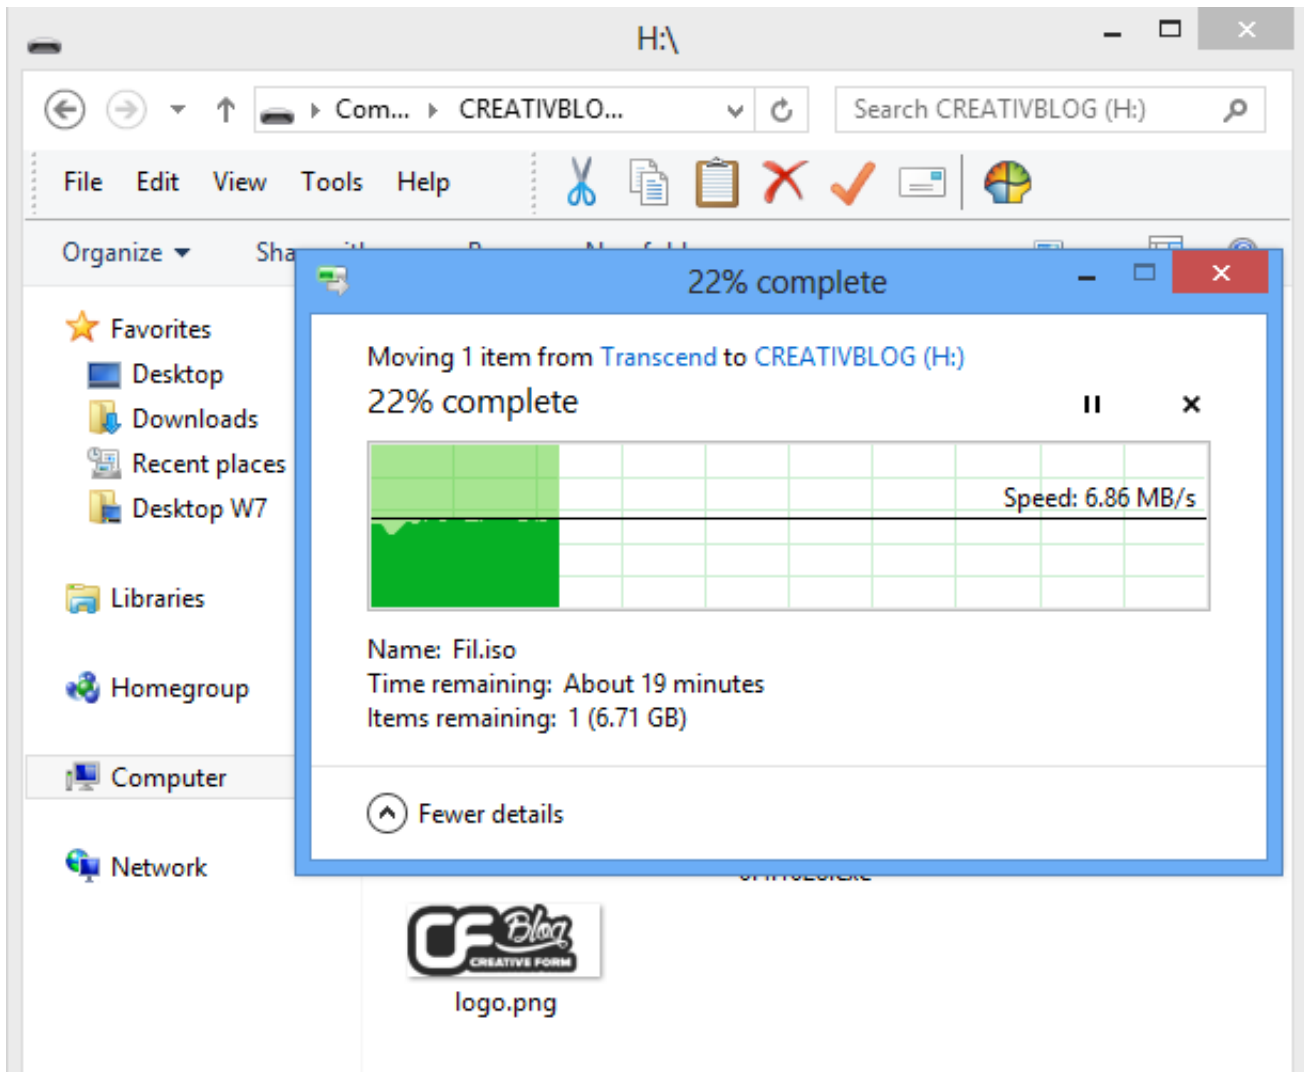 H:\
Com... CREATIVBLO... Search CREATIVBLOG (H:)
File Edit View Tools Help
Organize
22% complete
Moving 1 item from Transcend to CREATIVBLOG (H:)
22% complete
Speed: 6.86 MB/s
Name: Fil.iso
Time remaining: About 19 minutes
Items remaining: 1 (6.71 GB)
Fewer details
Favorites
Desktop
Downloads
Recent places
Desktop W7
Libraries
Homegroup
Computer
Network
CF Blog
CREATIVE FORM
logo.png